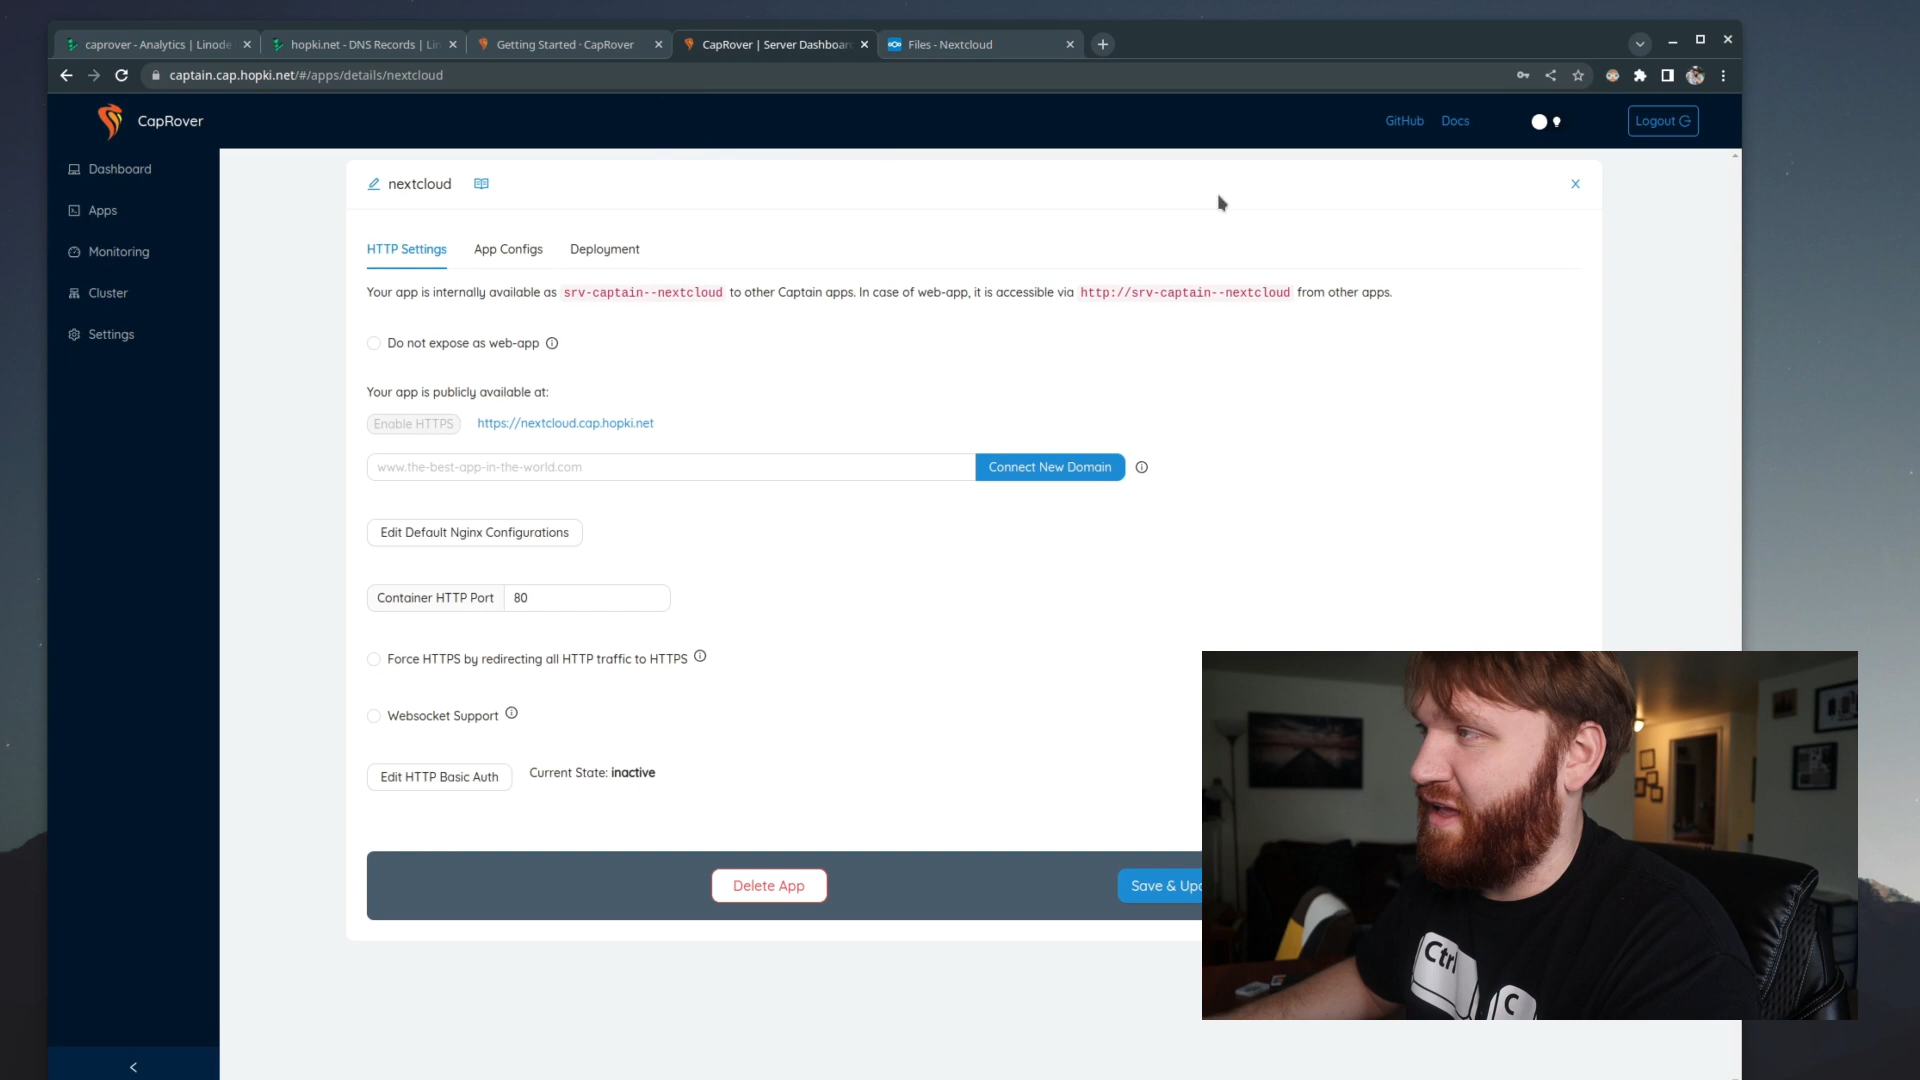 caprover - Analytics | Linode
hopki.net - DNS Records | Lin
Getting Started · CapRover
CapRover | Server Dashboar
Files - Nextcloud
captain.cap.hopki.net/#/apps/details/nextcloud
CapRover
GitHub
Docs
Logout
Dashboard
Apps
Monitoring
Cluster
Settings
nextcloud
HTTP Settings
App Configs
Deployment
Your app is internally available as srv-captain--nextcloud to other Captain apps. In case of web-app, it is accessible via http://srv-captain--nextcloud from other apps.
Do not expose as web-app
Your app is publicly available at:
Enable HTTPS
https://nextcloud.cap.hopki.net
www.the-best-app-in-the-world.com
Connect New Domain
Edit Default Nginx Configurations
Container HTTP Port
80
Force HTTPS by redirecting all HTTP traffic to HTTPS
Websocket Support
Edit HTTP Basic Auth
Current State: inactive
Delete App
Save & Upd
Ctrl
C